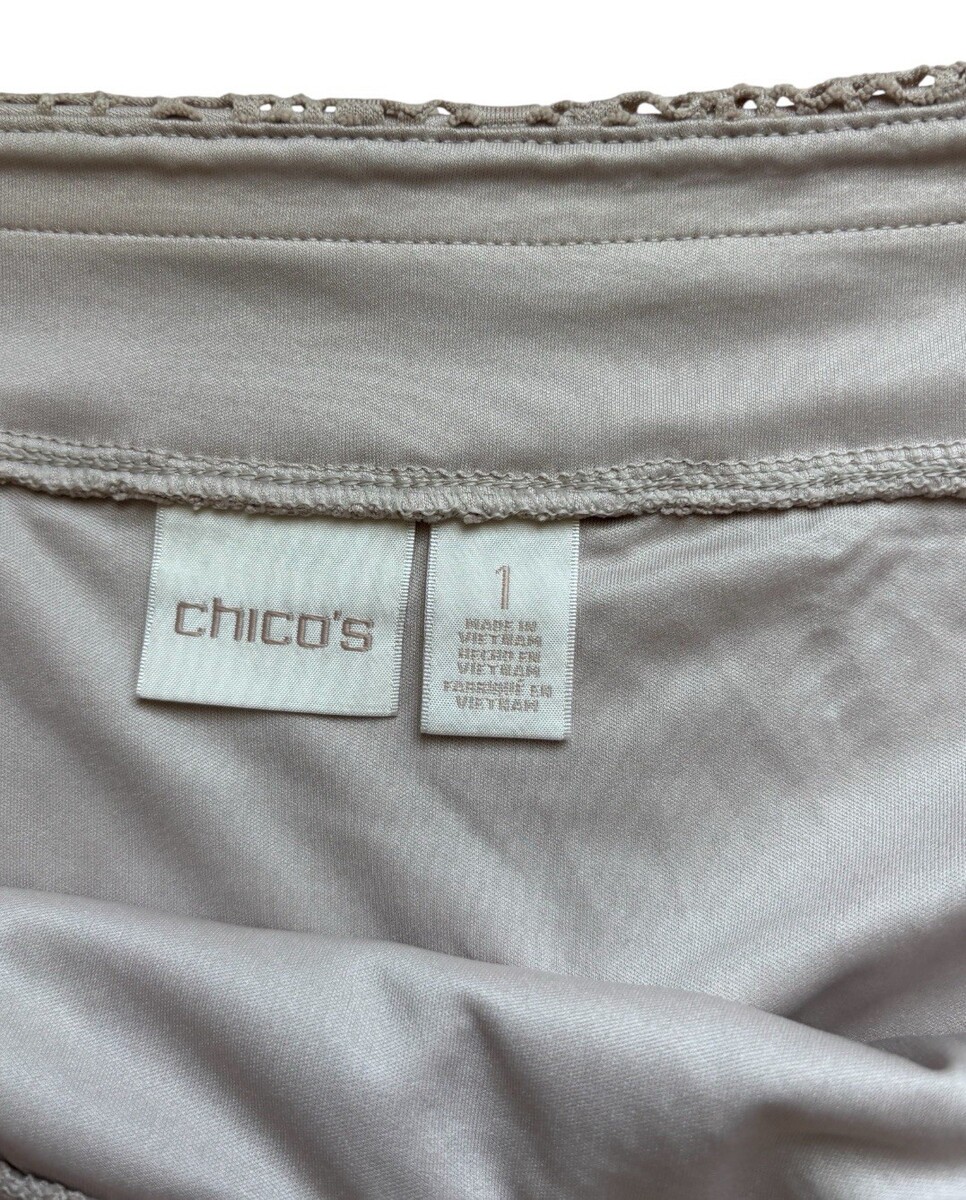 chico's
1
MADE IN
VIETNAM
HECHO EN
VIETNAM
FABRIQUÉ EN
VIETNAM